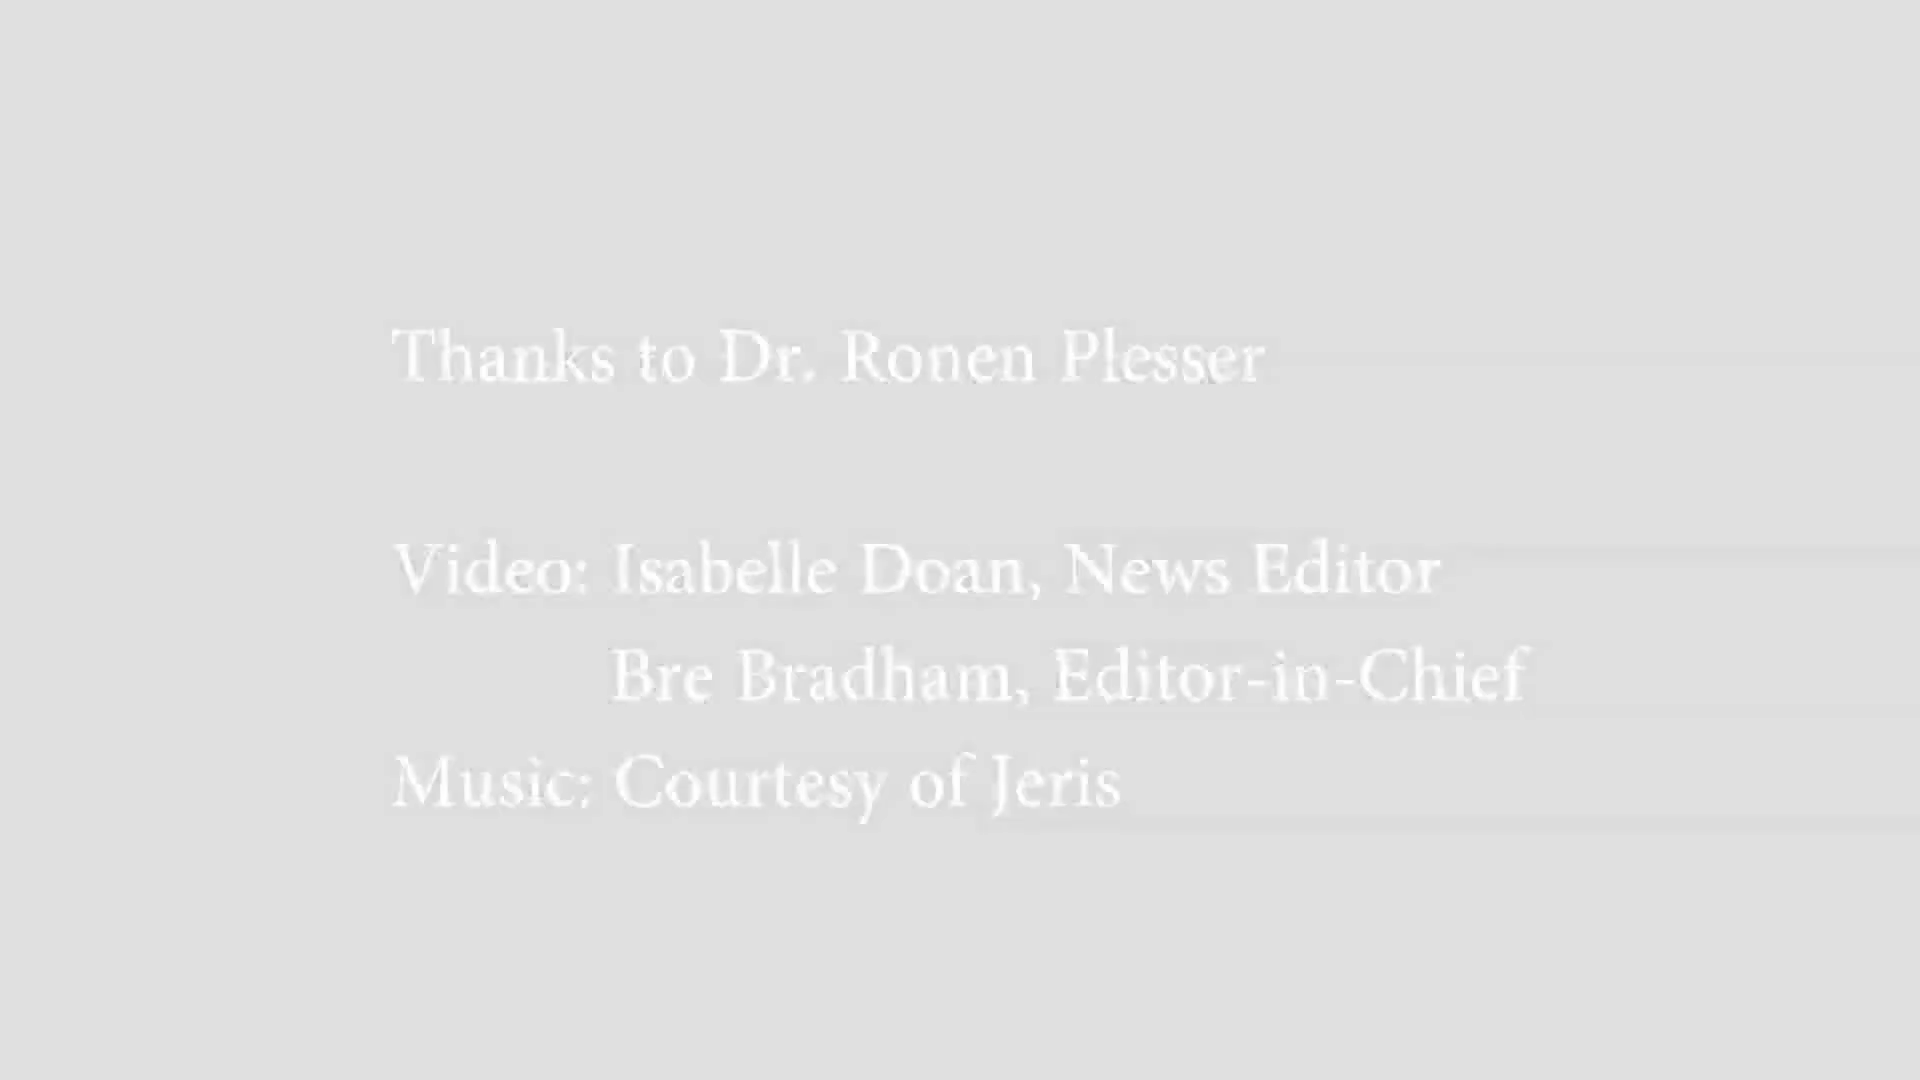 Thanks to Dr. Ronen Plesser
Video: Isabelle Doan, News Editor
Bre Bradham, Editor-in-Chief
Music: Courtesy of Jeris